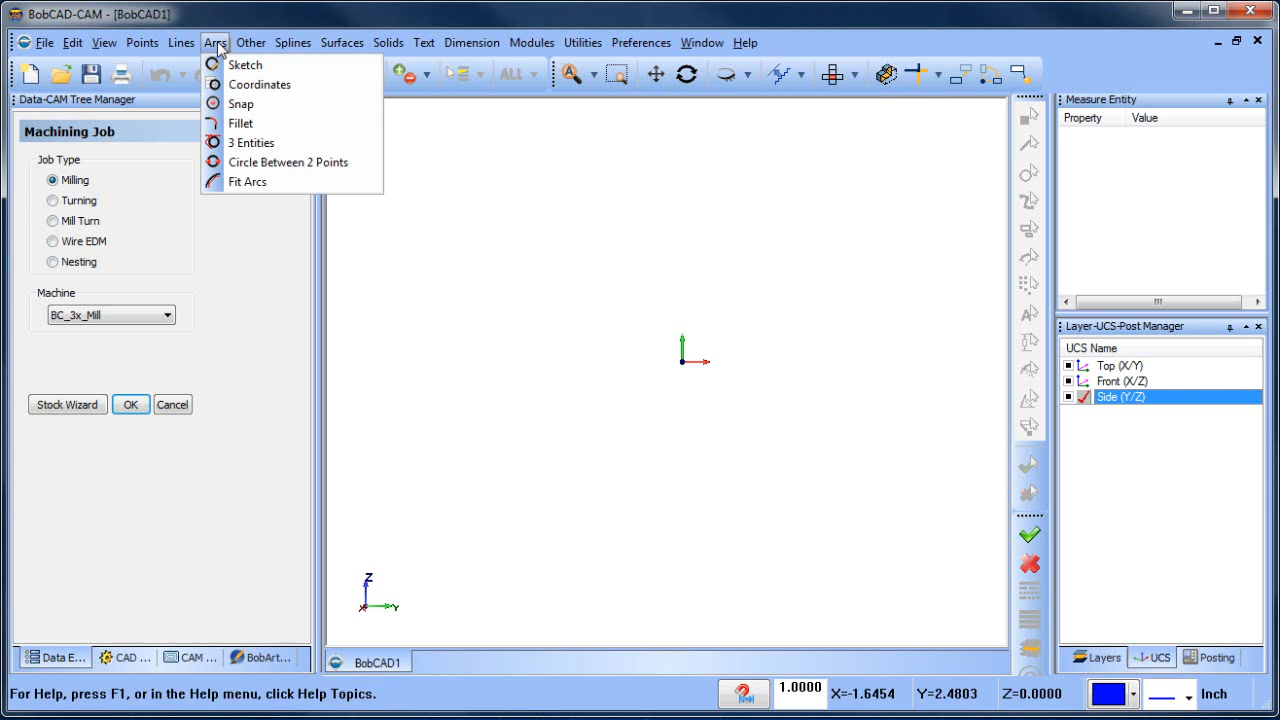 BobCAD-CAM - [BobCAD1]
File Edit View Points Lines Arcs Other Splines Surfaces Solids Text Dimension Modules Utilities Preferences Window Help
ALL
Sketch
Coordinates
Snap
Fillet
3 Entities
Circle Between 2 Points
Fit Arcs
Data-CAM Tree Manager
Machining Job
Job Type
Milling
Turning
Mill Turn
Wire EDM
Nesting
Machine
BC_3x_Mill
Stock Wizard OK Cancel
Data E... CAD ... CAM ... BobArt...
Z
X Y
BobCAD1
Measure Entity
Property Value
Layer-UCS-Post Manager
UCS Name
Top (X/Y)
Front (X/Z)
Side (Y/Z)
Layers UCS Posting
For Help, press F1, or in the Help menu, click Help Topics.
1.0000 X=-1.6454 Y=2.4803 Z=0.0000 Inch